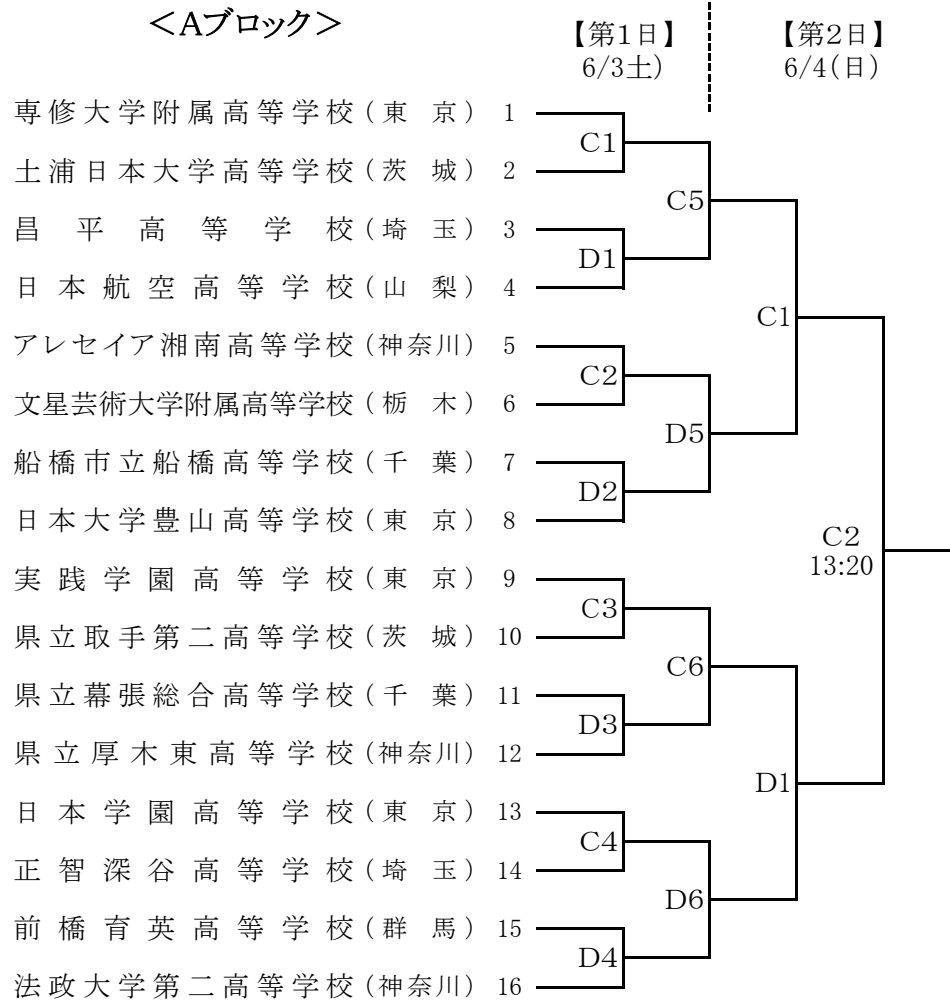 ＜Aブロック＞
【第1日】 【第2日】
6/3土) 6/4(日)
専修大学附属高等学校(東 京) 1
C1
土浦日本大学高等学校(茨 城) 2
C5
昌平高等学校(埼 玉) 3
D1
日本航空高等学校(山 梨) 4
C1
アレセイア湘南高等学校(神奈川) 5
C2
文星芸術大学附属高等学校(栃 木) 6
D5
船橋市立船橋高等学校(千 葉) 7
D2
日本大学豊山高等学校(東 京) 8
C2
13:20
実践学園高等学校(東 京) 9
C3
県立取手第二高等学校(茨 城) 10
C6
県立幕張総合高等学校(千 葉) 11
D3
県立厚木東高等学校(神奈川) 12
D1
日本学園高等学校(東 京) 13
C4
正智深谷高等学校(埼 玉) 14
D6
前橋育英高等学校(群 馬) 15
D4
法政大学第二高等学校(神奈川) 16